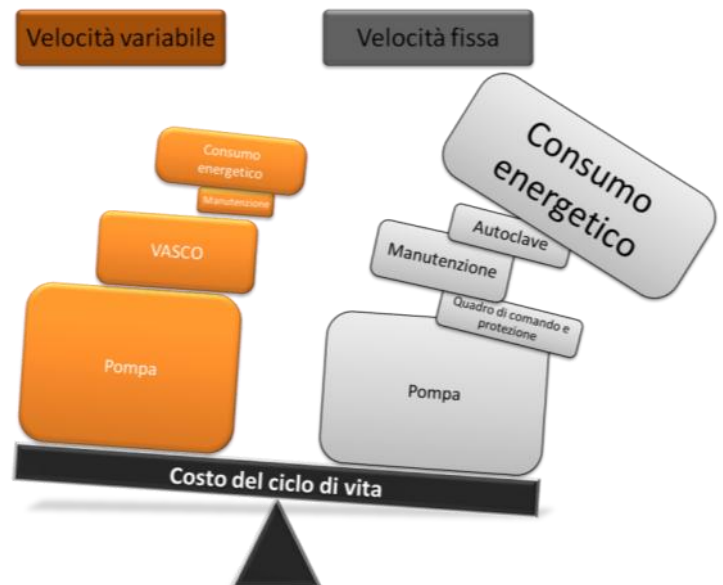 Velocità variabile
Velocità fissa
Consumo
energetico
Manutenzione
VASCO
Pompa
Consumo
energetico
Autoclave
Manutenzione
Quadro di comando e
protezione
Pompa
Costo del ciclo di vita